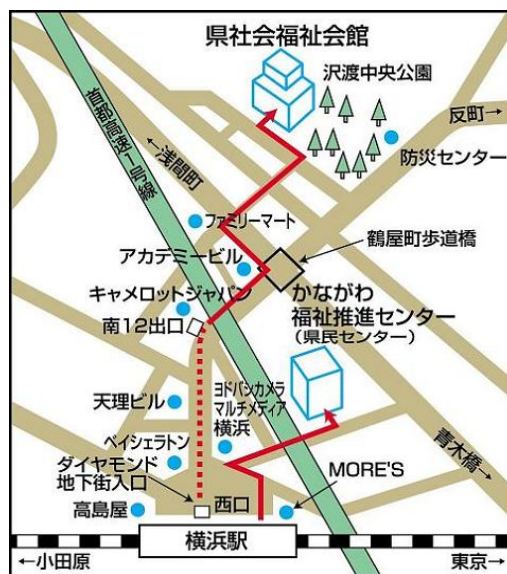 県社会福祉会館
沢渡中央公園
反町→
首都高速1号線
←浅間町
防災センター
ファミリーマート
鶴屋町歩道橋
アカデミービル
キャメロットジャパン
かながわ
福祉推進センター
(県民センター)
南12出口
天理ビル
ヨドバシカメラ
マルチメディア
横浜
ベイシェラトン
青木橋→
ダイヤモンド
地下街入口
MORE'S
高島屋
西口
横浜駅
←小田原
東京→